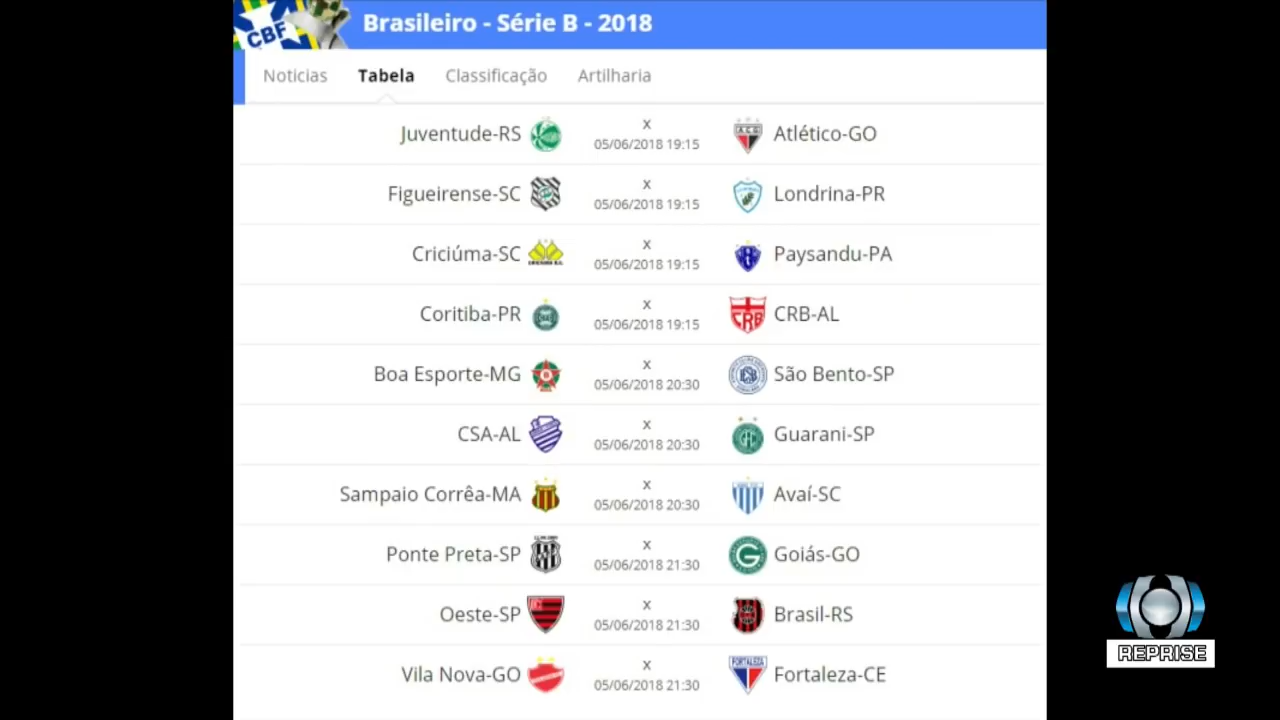 CBF
Brasileiro - Série B - 2018
Noticias Tabela Classificação Artilharia
Juventude-RS x Atlético-GO
05/06/2018 19:15
Figueirense-SC x Londrina-PR
05/06/2018 19:15
Criciúma-SC x Paysandu-PA
05/06/2018 19:15
Coritiba-PR x CRB CRB-AL
05/06/2018 19:15
Boa Esporte-MG x São Bento-SP
05/06/2018 20:30
CSA-AL x Guarani-SP
05/06/2018 20:30
Sampaio Corrêa-MA x Avaí-SC
05/06/2018 20:30
Ponte Preta-SP x G Goiás-GO
05/06/2018 21:30
Oeste-SP x Brasil-RS
05/06/2018 21:30
Vila Nova-GO x FORTALEZA Fortaleza-CE
05/06/2018 21:30
REPRISE